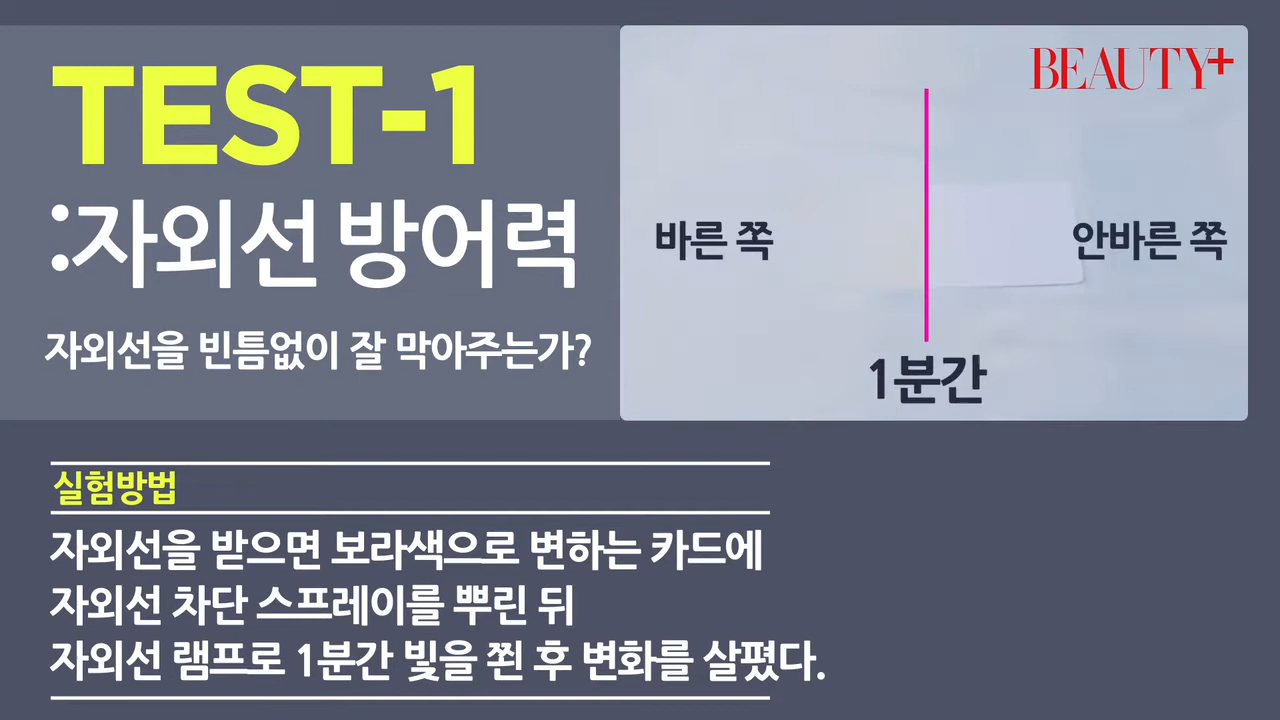 TEST-1
:자외선 방어력
자외선을 빈틈없이 잘 막아주는가?
BEAUTY+
바른 쪽
안바른 쪽
1분간
실험방법
자외선을 받으면 보라색으로 변하는 카드에
자외선 차단 스프레이를 뿌린 뒤
자외선 램프로 1분간 빛을 쬔 후 변화를 살폈다.